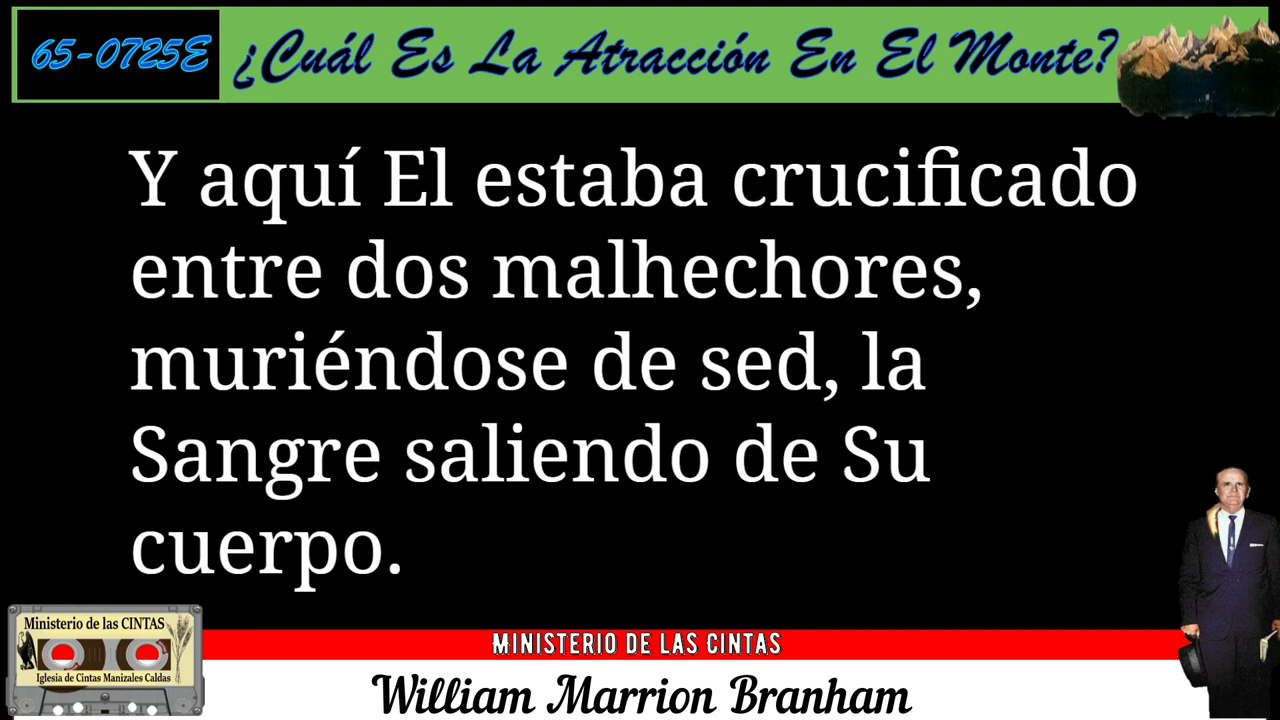 65-0725E ¿Cuál Es La Atracción En El Monte?
Y aquí El estaba crucificado
entre dos malhechores,
muriéndose de sed, la
Sangre saliendo de Su
cuerpo.
Ministerio de las CINTAS
Iglesia de Cintas Manizales Caldas
MINISTERIO DE LAS CINTAS
William Marrion Branham